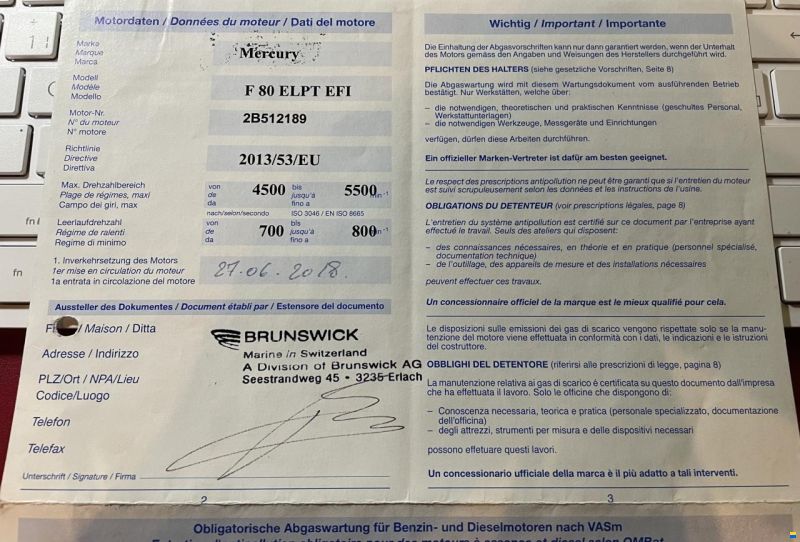 Motordaten / Données du moteur / Dati del motore
Marka
Marque
Marca
Mercury
Modell
Modèle
Modello
F 80 ELPT EFI
Motor-Nr.
N° du moteur
N° motore
2B512189
Richtlinie
Directive
Direttiva
2013/53/EU
Max. Drehzahlbereich
Plage de régimes, maxi
Campo dei giri, max
von
de
da
4500
bis
jusqu'à
fino a
5500
min-1
nach/selon/secondo ISO 3046 / EN ISO 8665
Leerlaufdrehzahl
Régime de ralenti
Regime di minimo
von
de
da
700
bis
jusqu'à
fino a
800
min-1
1. Inverkehrsetzung des Motors
1er mise en circulation du moteur
1a entrata in circolazione del motore
27.06.2018.
Aussteller des Dokumentes / Document établi par / Estensore del documento
/ Maison / Ditta
Adresse / Indirizzo
PLZ/Ort / NPA/Lieu
Codice/Luogo
Telefon
Telefax
BRUNSWICK
Marine in Switzerland
A Division of Brunswick AG
Seestrandweg 45 • 3235 Erlach
Unterschrift / Signature / Firma
2
Wichtig / Important / Importante
Die Einhaltung der Abgasvorschriften kann nur dann garantiert werden, wenn der Unterhalt
des Motors gemäss den Angaben und Weisungen des Herstellers durchgeführt wird.
PFLICHTEN DES HALTERS (siehe gesetzliche Vorschriften, Seite 8)
Die Abgaswartung wird mit diesem Wartungsdokument vom ausführenden Betrieb
bestätigt. Nur Werkstätten, welche über:
– die notwendigen, theoretischen und praktischen Kenntnisse (geschultes Personal,
Werkstattunterlagen)
– die notwendigen Werkzeuge, Messgeräte und Einrichtungen
verfügen, dürfen diese Arbeiten durchführen.
Ein offizieller Marken-Vertreter ist dafür am besten geeignet.
Le respect des prescriptions antipollution ne peut être garanti que si l'entretien du moteur
est suivi scrupuleusement selon les données et les instructions de l'usine.
OBLIGATIONS DU DETENTEUR (voir prescriptions légales, page 8)
L'entretien du système antipollution est certifié sur ce document par l'entreprise ayant
effectué le travail. Seuls des ateliers qui disposent:
– des connaissances nécessaires, en théorie et en pratique (personnel spécialisé,
documentation technique)
– de l'outillage, des appareils de mesure et des installations nécessaires
peuvent effectuer ces travaux.
Un concessionnaire officiel de la marque est le mieux qualifié pour cela.
Le disposizioni sulle emissioni dei gas di scarico vengono rispettate solo se la manu-
tenzione del motore viene effettuata in conformità con i dati, le indicazioni e le istruzioni
del costruttore.
OBBLIGHI DEL DETENTORE (riferirsi alle prescrizioni di legge, pagina 8)
La manutenzione relativa ai gas di scarico è certificata su questo documento dall'impresa
che ha effettuata il lavoro. Solo le officine che dispongono di:
– Conoscenza necessaria, teorica e pratica (personale specializzato, documentazione
dell'officina)
– degli attrezzi, strumenti per misura e delle dispositivi necessari
possono effetuare questi lavori.
Un concessionario ufficiale della marca è il più adatto a tali interventi.
3
Obligatorische Abgaswartung für Benzin- und Dieselmotoren nach VASm